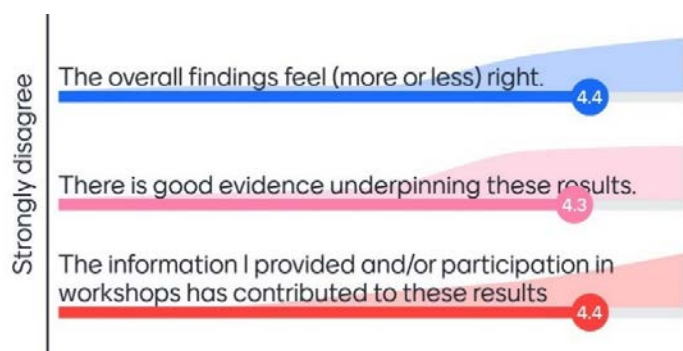 Strongly disagree
The overall findings feel (more or less) right.
4.4
There is good evidence underpinning these results.
4.3
The information I provided and/or participation in
workshops has contributed to these results
4.4